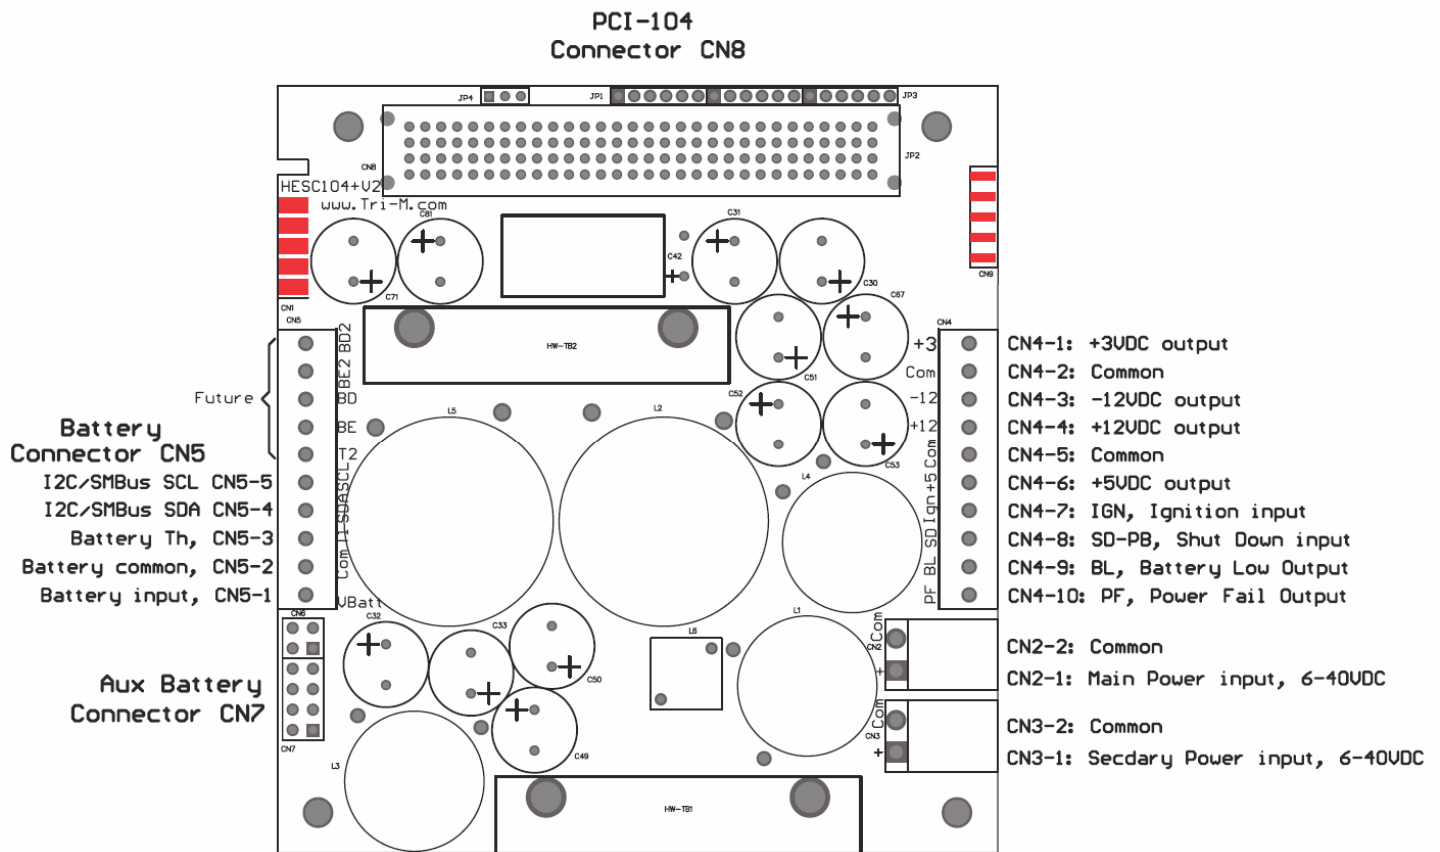 PCI-104
Connector CN8
JP4
JP1
JP3
JP2
CN8
HESC104+V2
www.Tri-M.com
C81
C31
C42
C71
C30
C67
CN9
CN1
CN5
CN4
HW-TB2
BD2
BE2
BD
BE
T2
SCL
SDA
T1
Com
VBatt
Future
Battery
Connector CN5
I2C/SMBus SCL CN5-5
I2C/SMBus SDA CN5-4
Battery Th, CN5-3
Battery common, CN5-2
Battery input, CN5-1
C51
C52
C53
L5
L2
L4
+3
Com
-12
+12
Com
+5
Ign
SD
BL
PF
CN4-1: +3VDC output
CN4-2: Common
CN4-3: -12VDC output
CN4-4: +12VDC output
CN4-5: Common
CN4-6: +5VDC output
CN4-7: IGN, Ignition input
CN4-8: SD-PB, Shut Down input
CN4-9: BL, Battery Low Output
CN4-10: PF, Power Fail Output
CN6
C32
C33
C50
C49
L6
L1
Com
CN2
+
CN2-2: Common
CN2-1: Main Power input, 6-40VDC
Com
CN3
+
CN3-2: Common
CN3-1: Secdary Power input, 6-40VDC
Aux Battery
Connector CN7
CN7
L3
HW-TB1